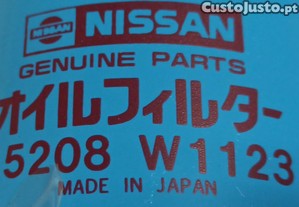 CustoJusto.pt
NISSAN
NISSAN
GENUINE PARTS
オイルフィルター
5208 W1123
MADE IN JAPAN